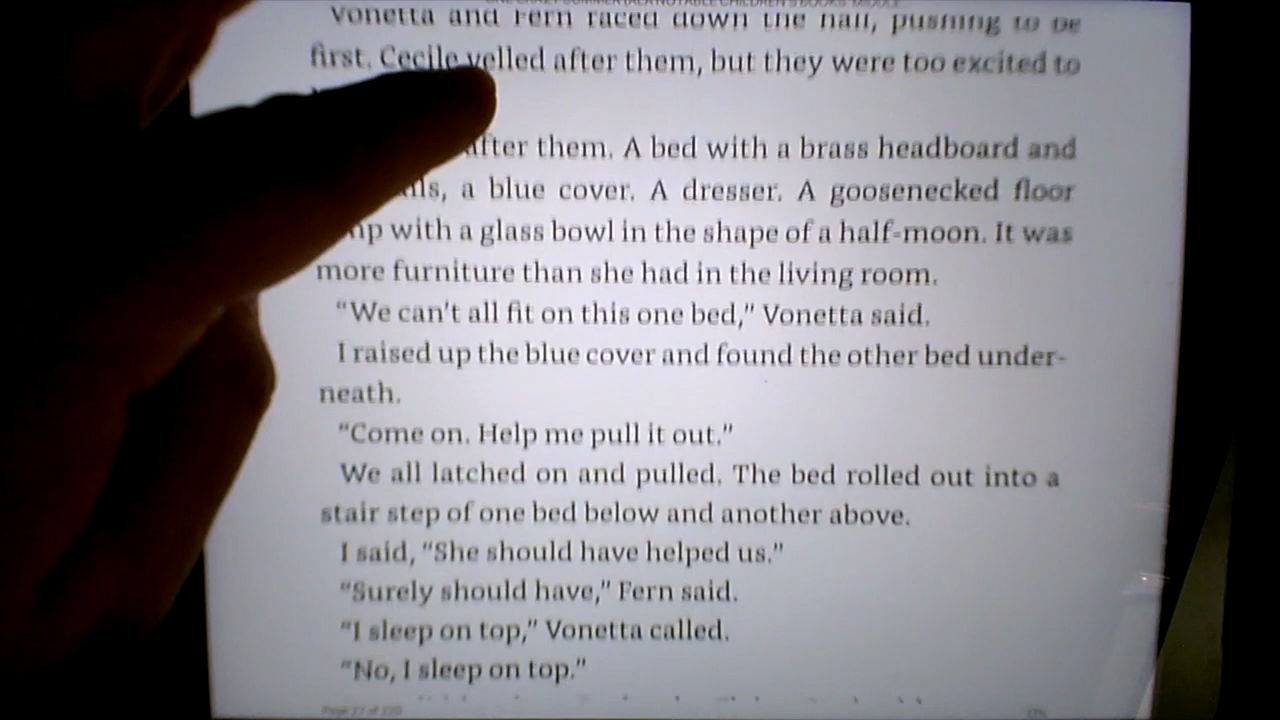 Vonetta and Fern raced down the hall, pushing to be
first. Cecile yelled after them, but they were too excited to
after them. A bed with a brass headboard and
a blue cover. A dresser. A goosenecked floor
with a glass bowl in the shape of a half-moon. It was
more furniture than she had in the living room.
“We can't all fit on this one bed,” Vonetta said.
I raised up the blue cover and found the other bed under-
neath.
“Come on. Help me pull it out.”
We all latched on and pulled. The bed rolled out into a
stair step of one bed below and another above.
I said, “She should have helped us.”
“Surely should have,” Fern said.
“I sleep on top,” Vonetta called.
“No, I sleep on top.”